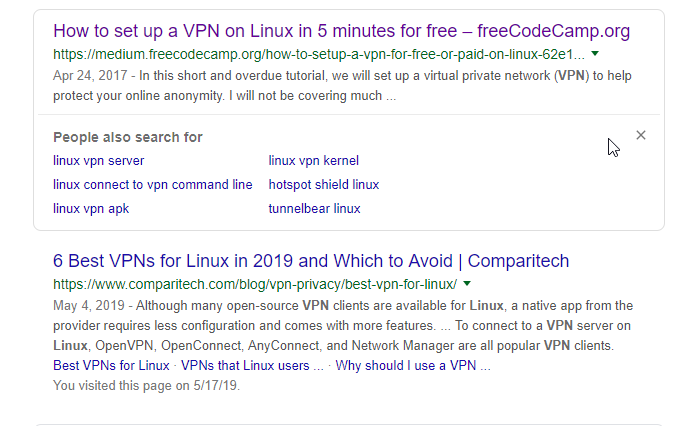 How to set up a VPN on Linux in 5 minutes for free – freeCodeCamp.org
https://medium.freecodecamp.org/how-to-setup-a-vpn-for-free-or-paid-on-linux-62e1...
Apr 24, 2017 - In this short and overdue tutorial, we will set up a virtual private network (VPN) to help
protect your online anonymity. I will not be covering much ...
People also search for
linux vpn server linux vpn kernel
linux connect to vpn command line hotspot shield linux
linux vpn apk tunnelbear linux
6 Best VPNs for Linux in 2019 and Which to Avoid | Comparitech
https://www.comparitech.com/blog/vpn-privacy/best-vpn-for-linux/
May 4, 2019 - Although many open-source VPN clients are available for Linux, a native app from the
provider requires less configuration and comes with more features. ... To connect to a VPN server on
Linux, OpenVPN, OpenConnect, AnyConnect, and Network Manager are all popular VPN clients.
Best VPNs for Linux · VPNs that Linux users ... · Why should I use a VPN ...
You visited this page on 5/17/19.